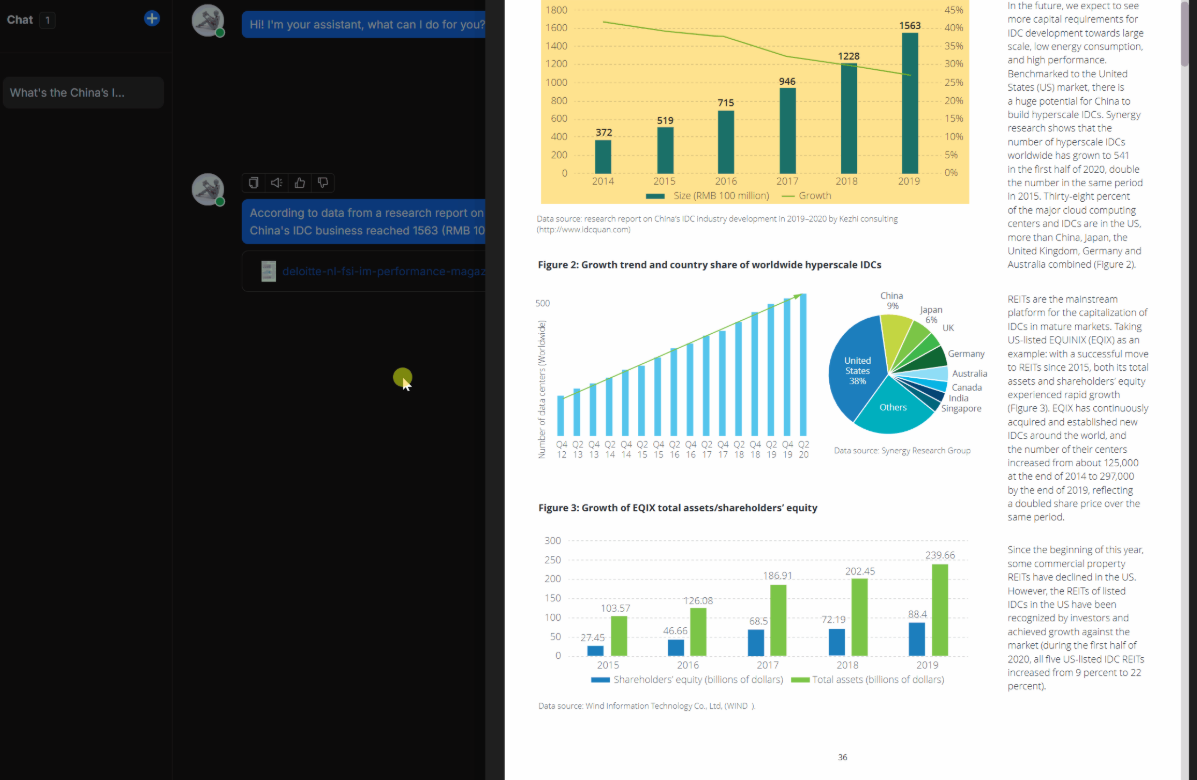 Chat 1
What's the China's I...
Hi! I'm your assistant, what can I do for you?
According to data from a research report on
China's IDC business reached 1563 (RMB 10
deloitte-nl-fsi-im-performance-magaz
1800 45%
1600 40%
1400 35%
1200 30%
1000 25%
800 20%
600 15%
400 10%
200 5%
0 0%
372 519 715 946 1228 1563
2014 2015 2016 2017 2018 2019
Size (RMB 100 million) Growth
Data source: research report on China's IDC industry development in 2019–2020 by Kezhi consulting
(http://www.idcquan.com)
Figure 2: Growth trend and country share of worldwide hyperscale IDCs
500
Number of data centers (Worldwide)
Q4 Q2 Q4 Q2 Q4 Q2 Q4 Q2 Q4 Q2 Q4 Q2 Q4 Q2 Q4 Q2
12 13 13 14 14 15 15 16 16 17 17 18 18 19 19 20
China
9%
Japan
6%
UK
Germany
Australia
Canada
India
Singapore
Others
United
States
38%
Data source: Synergy Research Group
Figure 3: Growth of EQIX total assets/shareholders' equity
300
250
200
150
100
50
0
27.45 103.57 46.66 126.08 68.5 186.91 72.19 202.45 88.4 239.66
2015 2016 2017 2018 2019
Shareholders' equity (billions of dollars) Total assets (billions of dollars)
Data source: Wind Information Technology Co., Ltd, (WIND )
In the future, we expect to see
more capital requirements for
IDC development towards large
scale, low energy consumption,
and high performance.
Benchmarked to the United
States (US) market, there is
a huge potential for China to
build hyperscale IDCs. Synergy
research shows that the
number of hyperscale IDCs
worldwide has grown to 541
in the first half of 2020, double
the number in the same period
in 2015. Thirty-eight percent
of the major cloud computing
centers and IDCs are in the US,
more than China, Japan, the
United Kingdom, Germany and
Australia combined (Figure 2).
REITs are the mainstream
platform for the capitalization of
IDCs in mature markets. Taking
US-listed EQUINIX (EQIX) as an
example: with a successful move
to REITs since 2015, both its total
assets and shareholders' equity
experienced rapid growth
(Figure 3). EQIX has continuously
acquired and established new
IDCs around the world, and
the number of their centers
increased from about 125,000
at the end of 2014 to 297,000
by the end of 2019, reflecting
a doubled share price over the
same period.
Since the beginning of this year,
some commercial property
REITs have declined in the US.
However, the REITs of listed
IDCs in the US have been
recognized by investors and
achieved growth against the
market (during the first half of
2020, all five US-listed IDC REITs
increased from 9 percent to 22
percent).
36